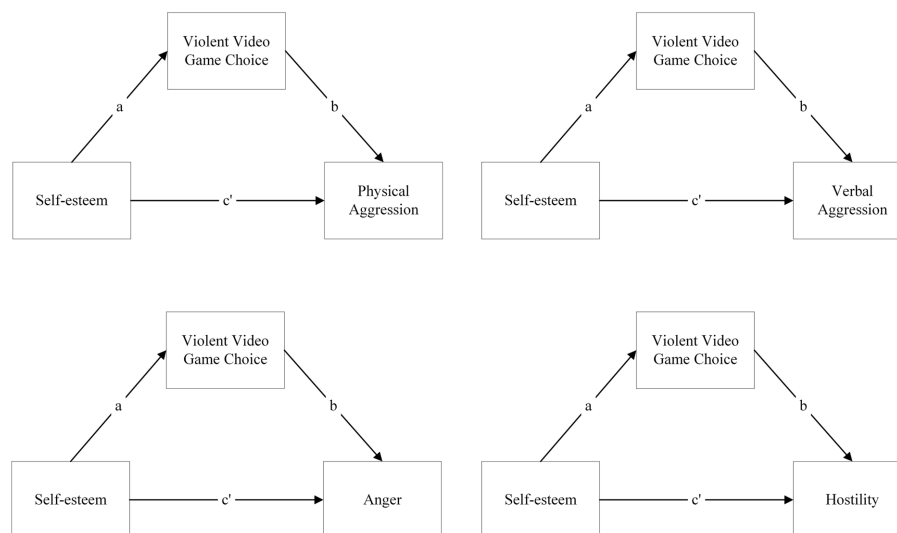 Violent Video
Game Choice
a
b
Self-esteem
c'
Physical
Aggression
Violent Video
Game Choice
a
b
Self-esteem
c'
Verbal
Aggression
Violent Video
Game Choice
a
b
Self-esteem
c'
Anger
Violent Video
Game Choice
a
b
Self-esteem
c'
Hostility